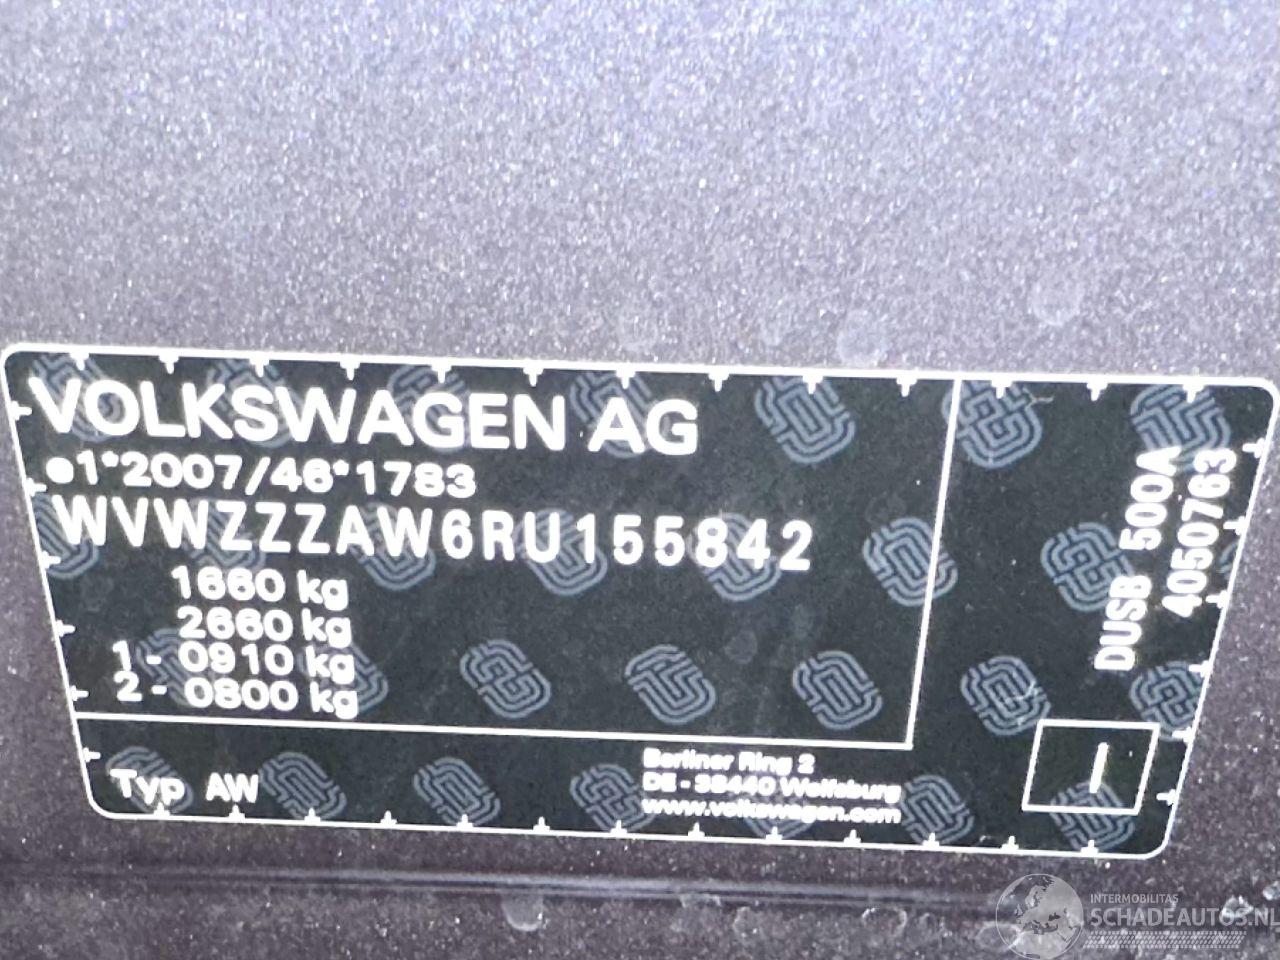 VOLKSWAGEN AG
e1*2007/46*1783
WVWZZZAW6RU155842
1660 kg
2660 kg
1 - 0910 kg
2 - 0800 kg
Typ AW
Berliner Ring 2
DE - 38440 Wolfsburg
www.volkswagen.com
DUSB 500A
4050763
INTERMOBILITAS
SCHADEAUTOS.NL